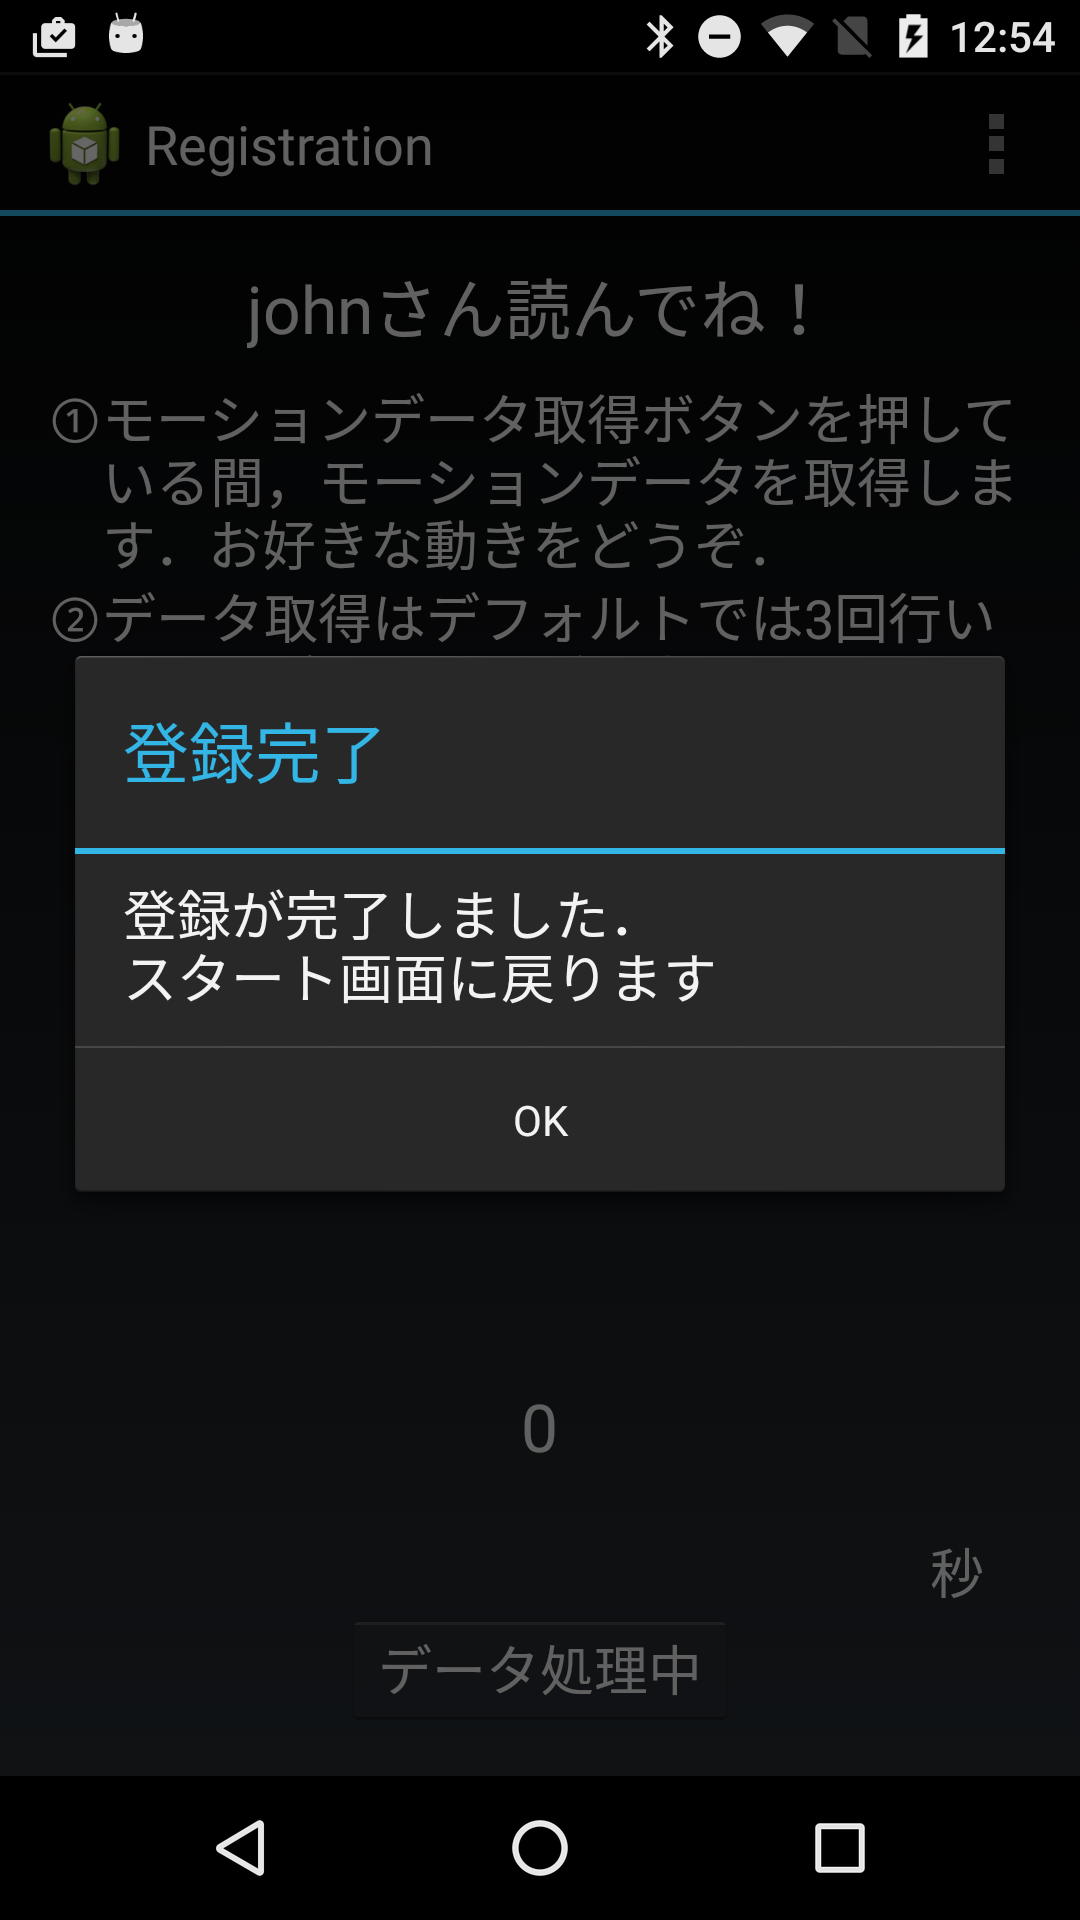 12:54
Registration
johnさん読んでね！
①モーションデータ取得ボタンを押して
いる間，モーションデータを取得しま
す．お好きな動きをどうぞ．
②データ取得はデフォルトでは3回行い
登録完了
登録が完了しました．
スタート画面に戻ります
OK
0
秒
データ処理中